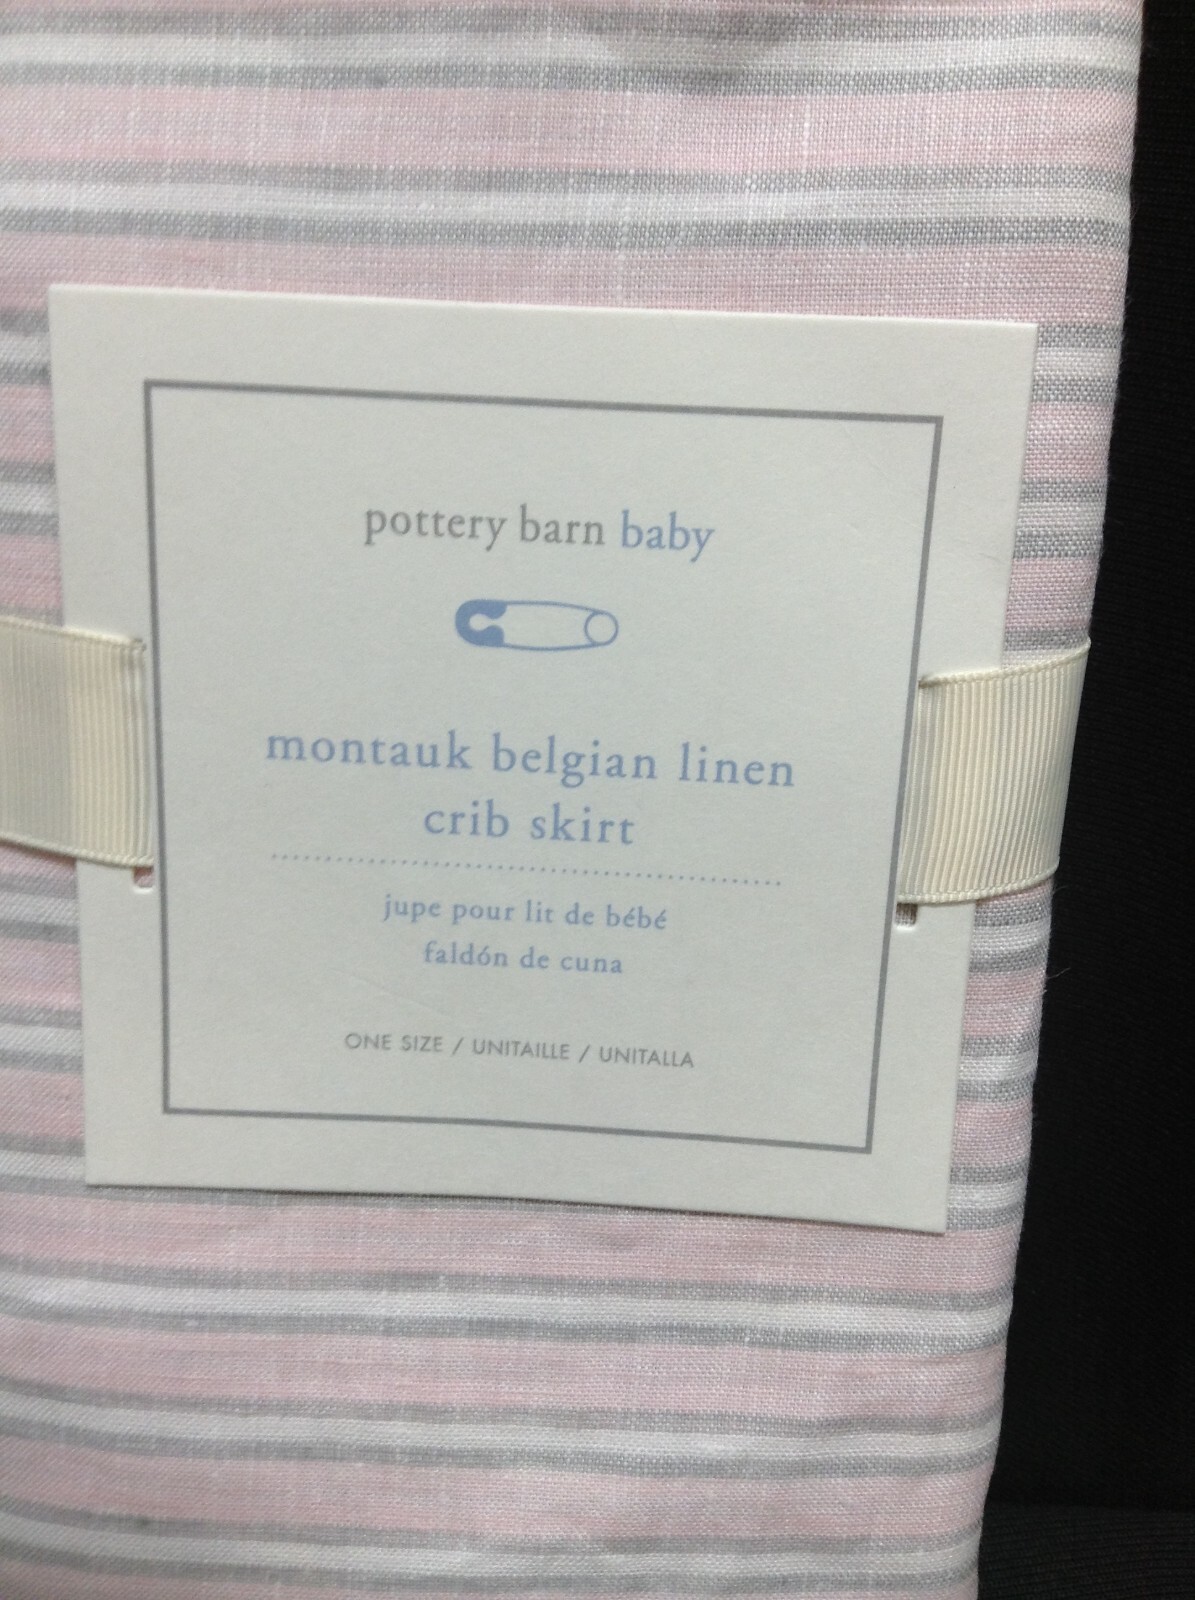 pottery barn baby
montauk belgian linen
crib skirt
jupe pour lit de bébé
faldón de cuna
ONE SIZE / UNITAILLE / UNITALLA